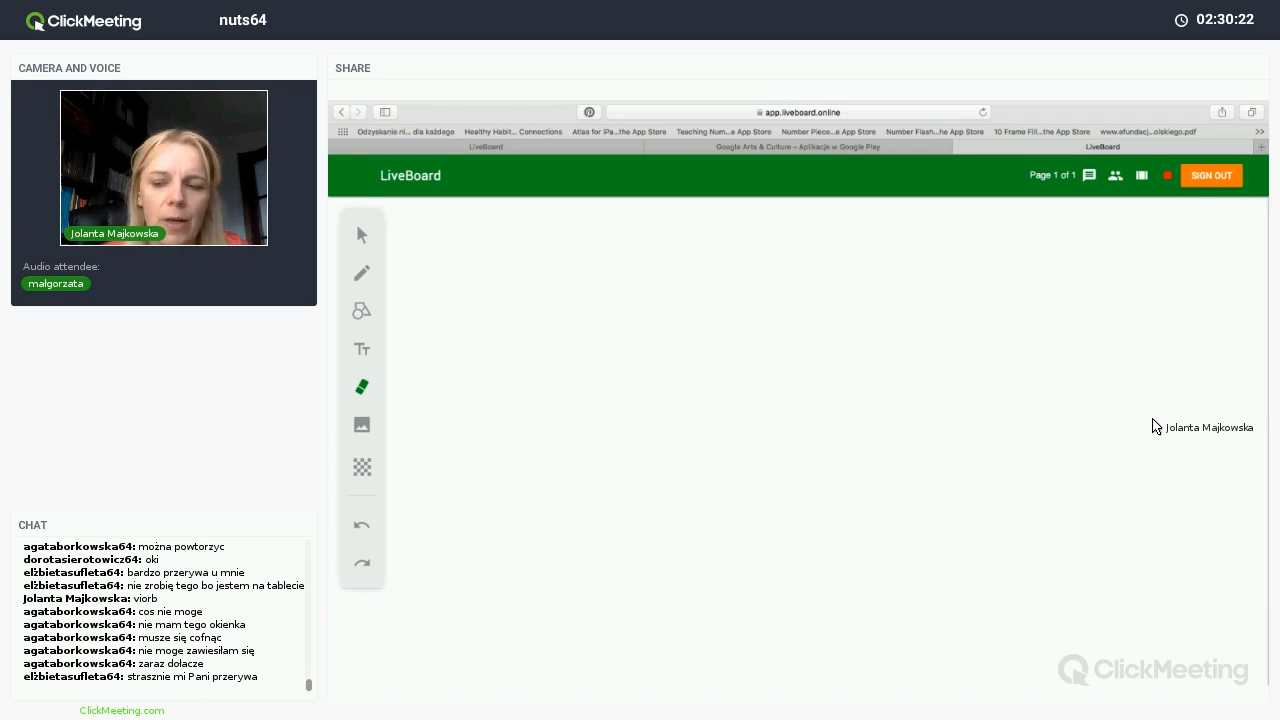 ClickMeeting
nuts64
02:30:22
CAMERA AND VOICE
Jolanta Majkowska
Audio attendee:
małgorzata
SHARE
app.liveboard.online
Odzyskanie ni... dla każdego
Healthy Habit... Connections
Atlas for iPa...the App Store
Teaching Num...e App Store
Number Piece...e App Store
Number Flash...he App Store
10 Frame Fill...the App Store
www.efundacj...olskiego.pdf
LiveBoard
Google Arts & Culture – Aplikacje w Google Play
LiveBoard
LiveBoard
Page 1 of 1
SIGN OUT
Jolanta Majkowska
CHAT
agataborkowska64: można powtorzyc
dorotasierotowicz64: oki
elżbietasufleta64: bardzo przerywa u mnie
elżbietasufleta64: nie zrobię tego bo jestem na tablecie
Jolanta Majkowska: viorb
agataborkowska64: cos nie moge
agataborkowska64: nie mam tego okienka
agataborkowska64: musze się cofnąc
agataborkowska64: nie moge zawiesiłam się
agataborkowska64: zaraz dołacze
elżbietasufleta64: strasznie mi Pani przerywa
ClickMeeting.com
ClickMeeting